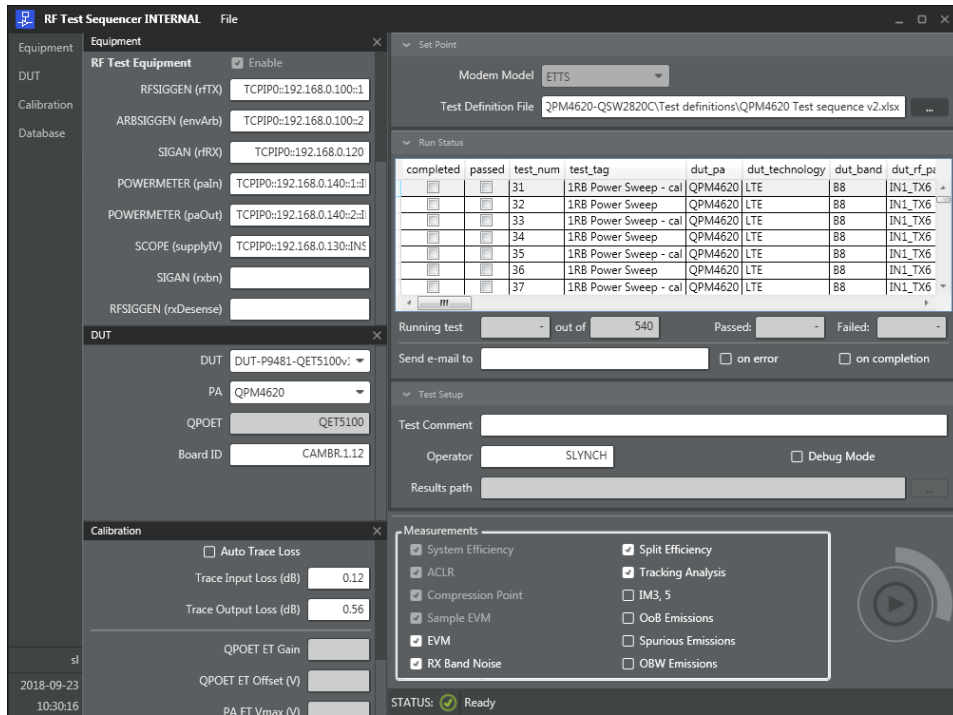 RF Test Sequencer INTERNAL File
Equipment
DUT
Calibration
Database
sl
2018-09-23
10:30:16
Equipment
RF Test Equipment Enable
RFSIGGEN (rfTX) TCPIP0::192.168.0.100::1
ARBSIGGEN (envArb) TCPIP0::192.168.0.100::2
SIGAN (rfRX) TCPIP0::192.168.0.120
POWERMETER (paIn) TCPIP0::192.168.0.140::1::I
POWERMETER (paOut) TCPIP0::192.168.0.140::2::I
SCOPE (supplyIV) TCPIP0::192.168.0.130::INS
SIGAN (rxbn)
RFSIGGEN (rxDesense)
DUT
DUT DUT-P9481-QET5100v1
PA QPM4620
QPOET QET5100
Board ID CAMBR.1.12
Calibration
Auto Trace Loss
Trace Input Loss (dB) 0.12
Trace Output Loss (dB) 0.56
QPOET ET Gain
QPOET ET Offset (V)
PA ET Vmax (V)
Set Point
Modem Model ETTS
Test Definition File QPM4620-QSW2820C\Test definitions\QPM4620 Test sequence v2.xlsx ...
Run Status
completed passed test_num test_tag dut_pa dut_technology dut_band dut_rf_pa
31 1RB Power Sweep - cal QPM4620 LTE B8 IN1_TX6
32 1RB Power Sweep QPM4620 LTE B8 IN1_TX6
33 1RB Power Sweep - cal QPM4620 LTE B8 IN1_TX6
34 1RB Power Sweep QPM4620 LTE B8 IN1_TX6
35 1RB Power Sweep - cal QPM4620 LTE B8 IN1_TX6
36 1RB Power Sweep QPM4620 LTE B8 IN1_TX6
37 1RB Power Sweep - cal QPM4620 LTE B8 IN1_TX6
Running test - out of 540 Passed: - Failed: -
Send e-mail to on error on completion
Test Setup
Test Comment
Operator SLYNCH Debug Mode
Results path ...
Measurements
System Efficiency Split Efficiency
ACLR Tracking Analysis
Compression Point IM3, 5
Sample EVM OoB Emissions
EVM Spurious Emissions
RX Band Noise OBW Emissions
STATUS: Ready